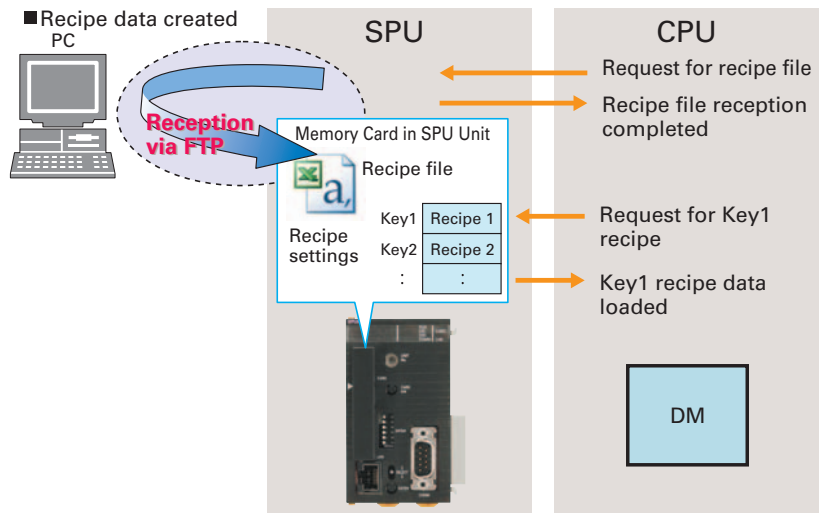 ■Recipe data created
PC
SPU
CPU
Request for recipe file
Recipe file reception
completed
Reception
via FTP
Memory Card in SPU Unit
a,
Recipe file
Recipe
settings
Key1 Recipe 1
Key2 Recipe 2
: :
Request for Key1
recipe
Key1 recipe data
loaded
DM